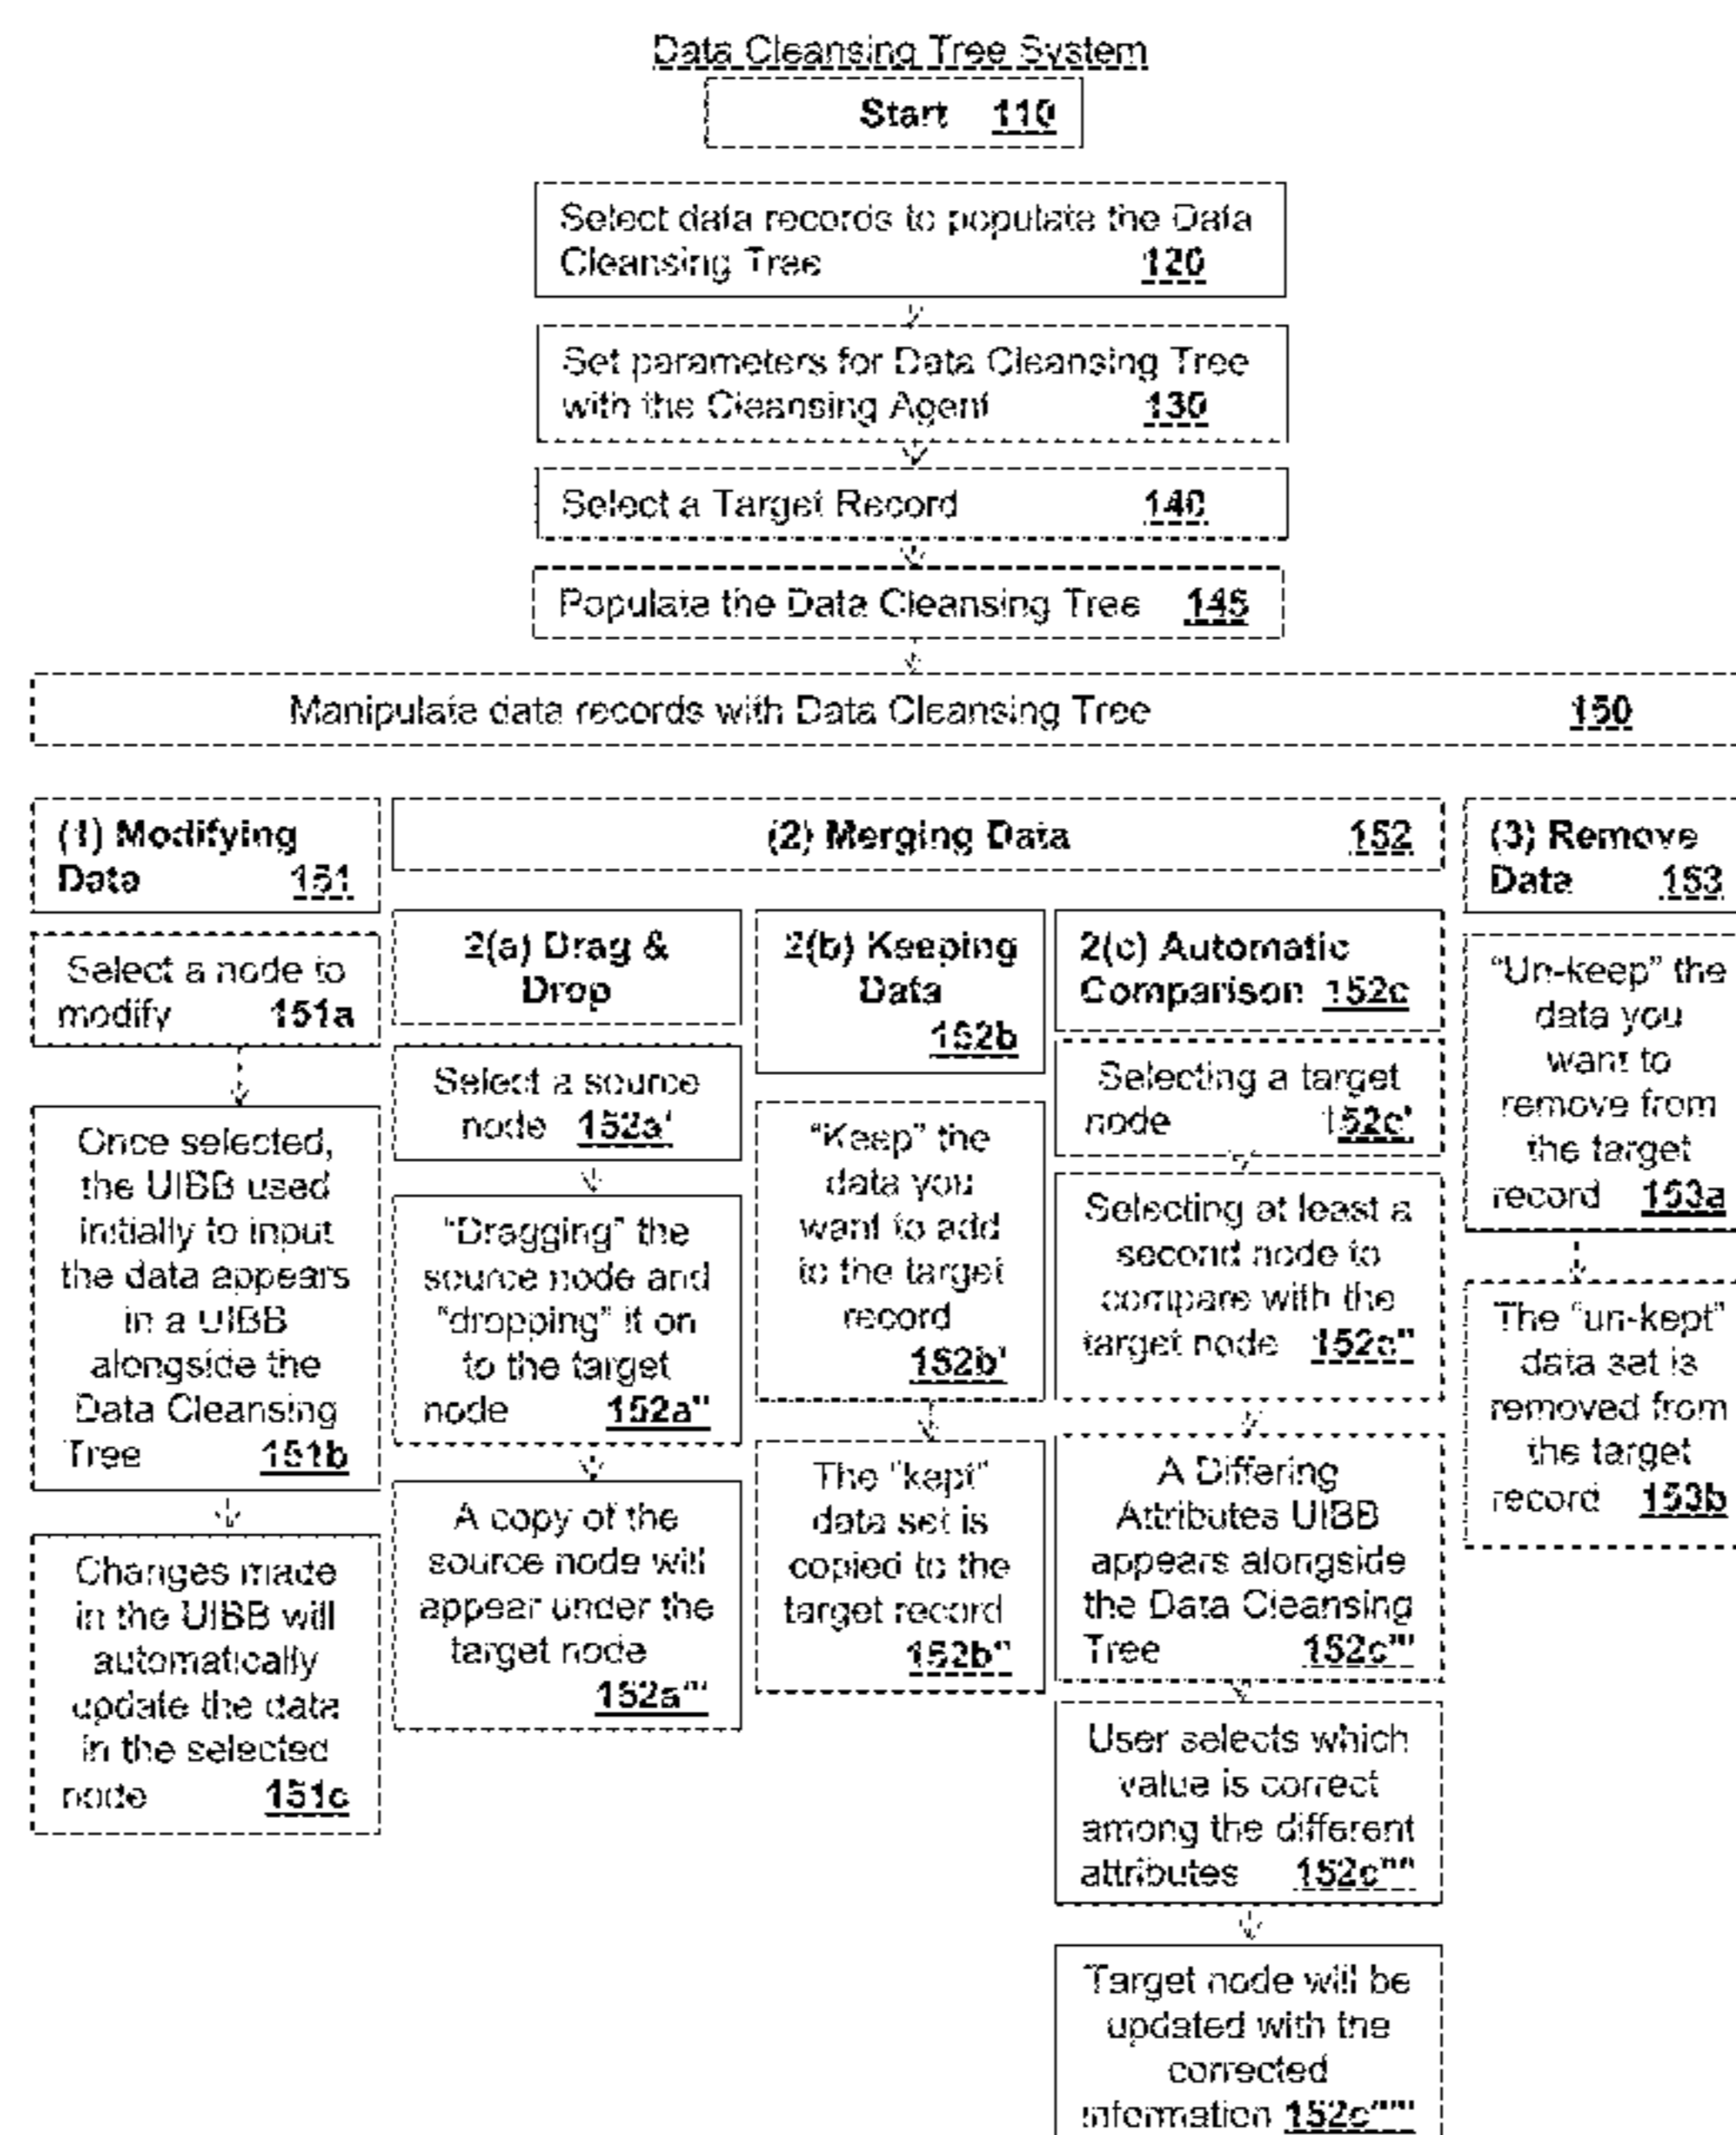 Data Cleansing Tree System
Start 110
Select data records to populate the Data
Cleansing Tree 120
Set parameters for Data Cleansing Tree
with the Cleansing Agent 130
Select a Target Record 140
Populate the Data Cleansing Tree 145
Manipulate data records with Data Cleansing Tree 150
(1) Modifying
Data 151
Select a node to
modify 151a
Once selected,
the UIBB used
initially to input
the data appears
in a UIBB
alongside the
Data Cleansing
Tree 151b
Changes made
in the UIBB will
automatically
update the data
in the selected
node 151c
(2) Merging Data 152
2(a) Drag &
Drop
Select a source
node 152a'
"Dragging" the
source node and
"dropping" it on
to the target
node 152a"
A copy of the
source node will
appear under the
target node
152a"'
2(b) Keeping
Data
152b
"Keep" the
data you
want to add
to the target
record
152b'
The "kept"
data set is
copied to the
target record
152b"
2(c) Automatic
Comparison 152c
Selecting a target
node 152c'
Selecting at least a
second node to
compare with the
target node 152c"
A Differing
Attributes UIBB
appears alongside
the Data Cleansing
Tree 152c"'
User selects which
value is correct
among the different
attributes 152c""
Target node will be
updated with the
corrected
information 152c""'
(3) Remove
Data 153
"Un-keep" the
data you
want to
remove from
the target
record 153a
The "un-kept"
data set is
removed from
the target
record 153b